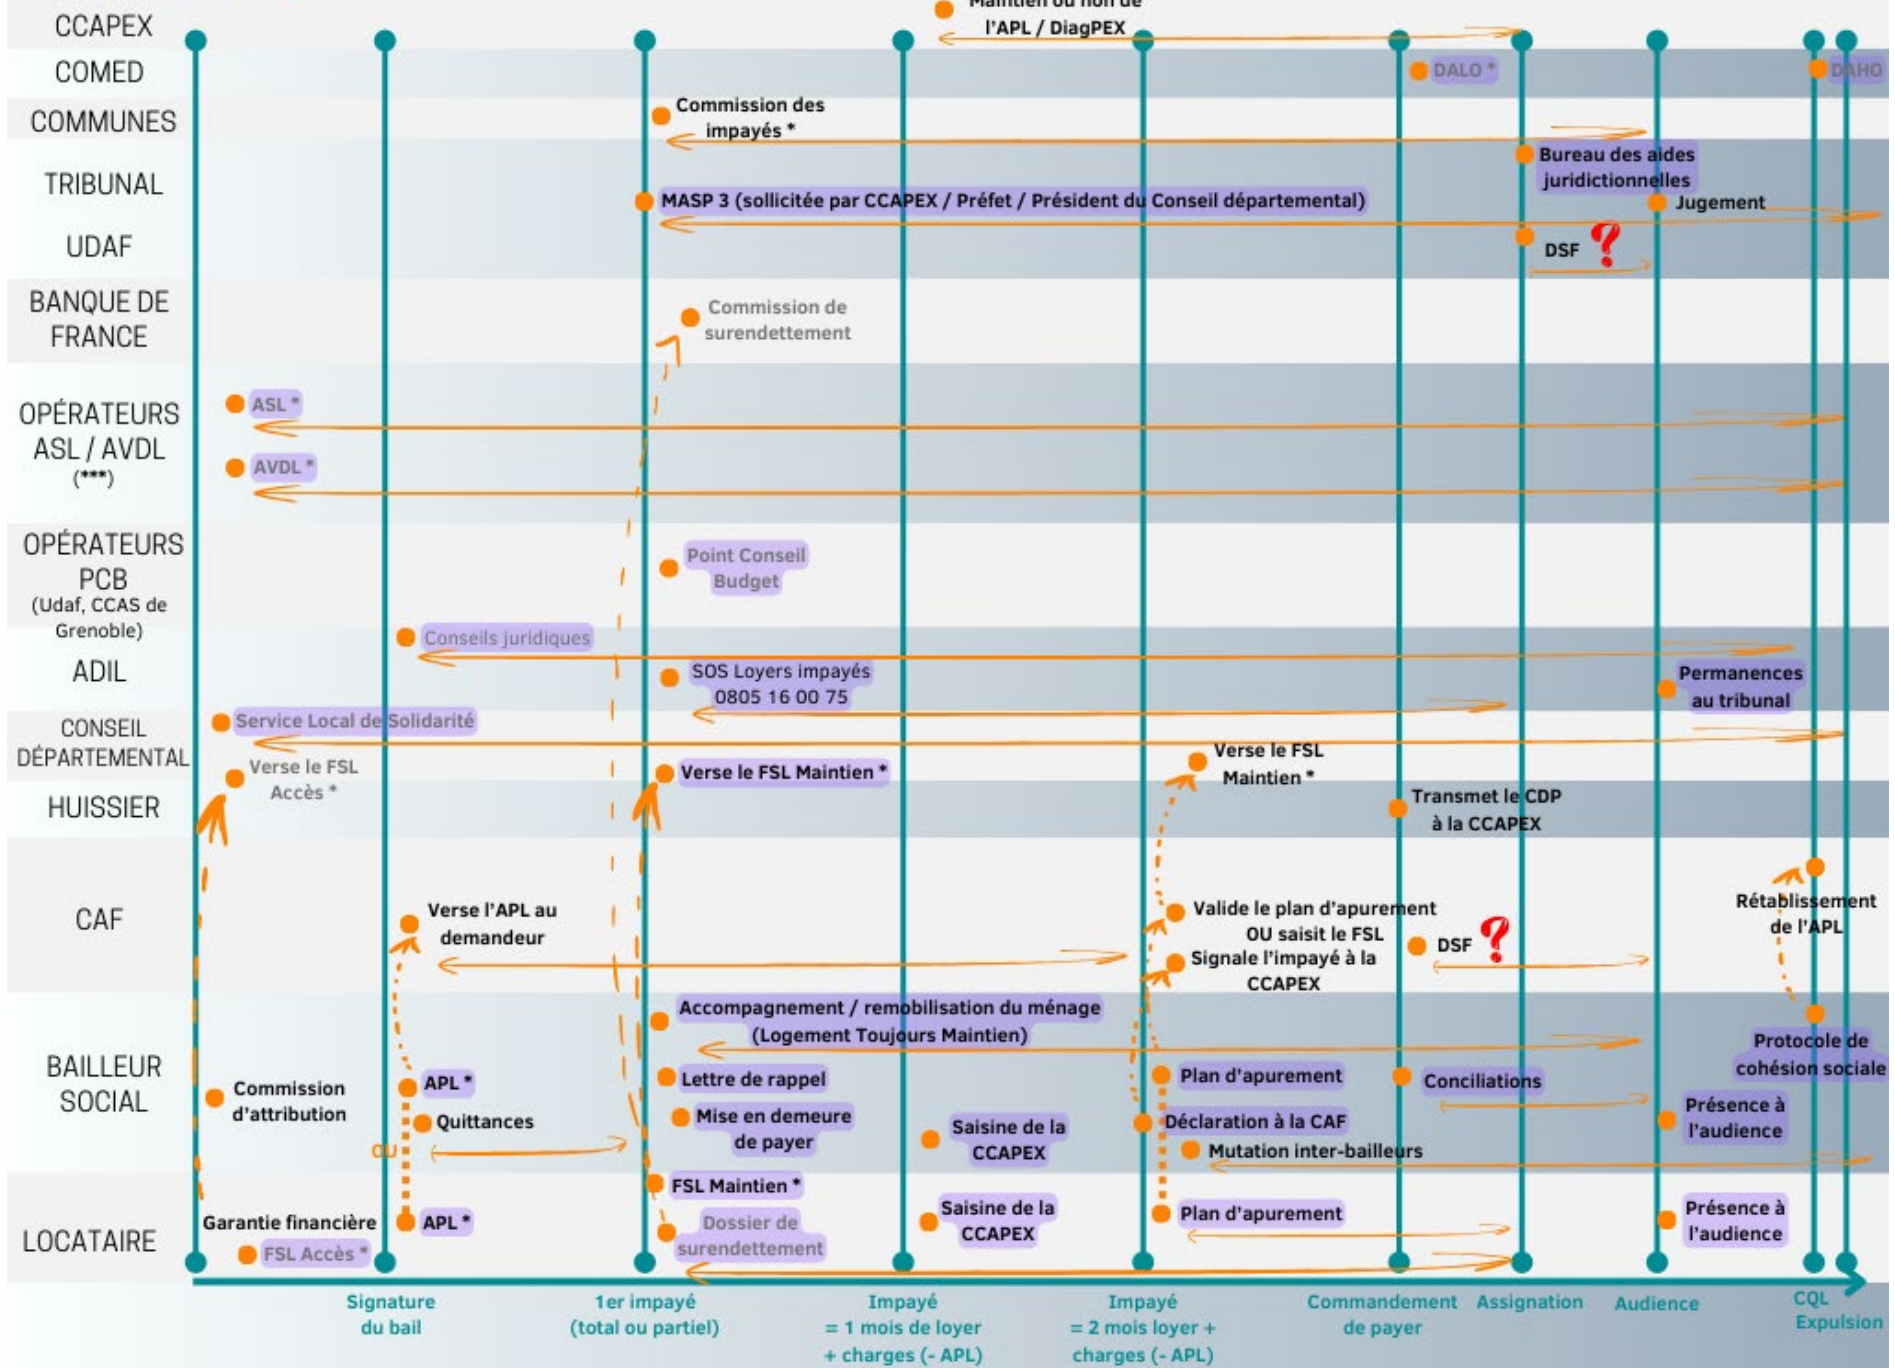 Maintien ou non de
l'APL / DiagPEX
CCAPEX
COMED
DALO *
DAHO
COMMUNES
Commission des
impayés *
TRIBUNAL
Bureau des aides
juridictionnelles
MASP 3 (sollicitée par CCAPEX / Préfet / Président du Conseil départemental)
Jugement
UDAF
DSF ?
BANQUE DE
FRANCE
Commission de
surendettement
OPÉRATEURS
ASL / AVDL
(***)
ASL *
AVDL *
OPÉRATEURS
PCB
(Udaf, CCAS de
Grenoble)
Point Conseil
Budget
ADIL
Conseils juridiques
SOS Loyers impayés
0805 16 00 75
Permanences
au tribunal
CONSEIL
DÉPARTEMENTAL
Service Local de Solidarité
Verse le FSL
Accès *
Verse le FSL Maintien *
Verse le FSL
Maintien *
HUISSIER
Transmet le CDP
à la CCAPEX
CAF
Verse l'APL au
demandeur
Valide le plan d'apurement
OU saisit le FSL
Signale l'impayé à la
CCAPEX
DSF ?
Rétablissement
de l'APL
BAILLEUR
SOCIAL
Commission
d'attribution
APL *
Quittances
OU
Accompagnement / remobilisation du ménage
(Logement Toujours Maintien)
Lettre de rappel
Mise en demeure
de payer
Saisine de la
CCAPEX
Plan d'apurement
Déclaration à la CAF
Mutation inter-bailleurs
Conciliations
Présence à
l'audience
Protocole de
cohésion sociale
LOCATAIRE
Garantie financière
FSL Accès *
APL *
FSL Maintien *
Dossier de
surendettement
Saisine de la
CCAPEX
Plan d'apurement
Présence à
l'audience
Signature
du bail
1er impayé
(total ou partiel)
Impayé
= 1 mois de loyer
+ charges (- APL)
Impayé
= 2 mois loyer +
charges (- APL)
Commandement
de payer
Assignation
Audience
CQL
Expulsion